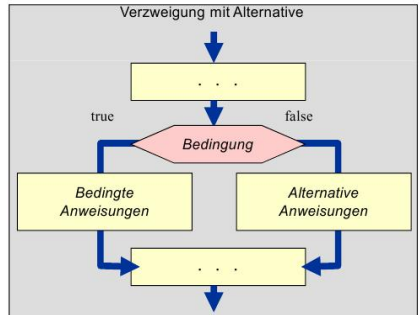 Verzweigung mit Alternative
. . .
true
false
Bedingung
Bedingte
Anweisungen
Alternative
Anweisungen
. . .